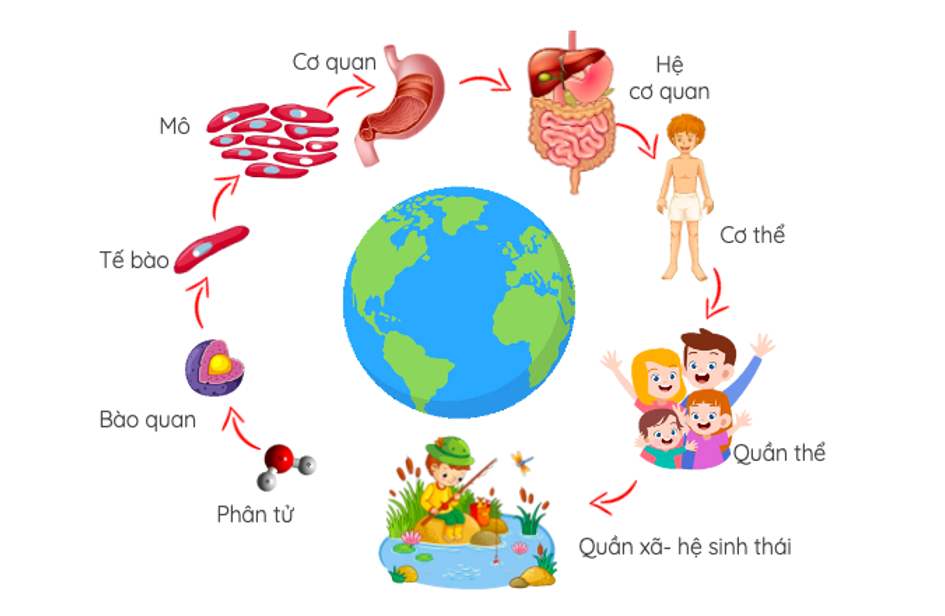 Phân tử
Bào quan
Tế bào
Mô
Cơ quan
Hệ
cơ quan
Cơ thể
Quần thể
Quần xã- hệ sinh thái